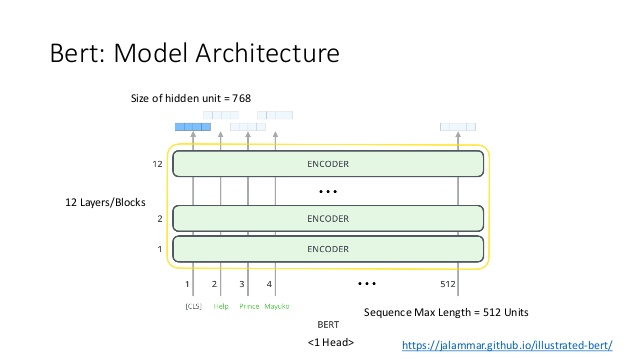 Bert: Model Architecture
Size of hidden unit = 768
12 ENCODER
...
12 Layers/Blocks
2 ENCODER
1 ENCODER
1 2 3 4 ... 512
[CLS] Help Prince Mayuko
Sequence Max Length = 512 Units
BERT
<1 Head>
https://jalammar.github.io/illustrated-bert/